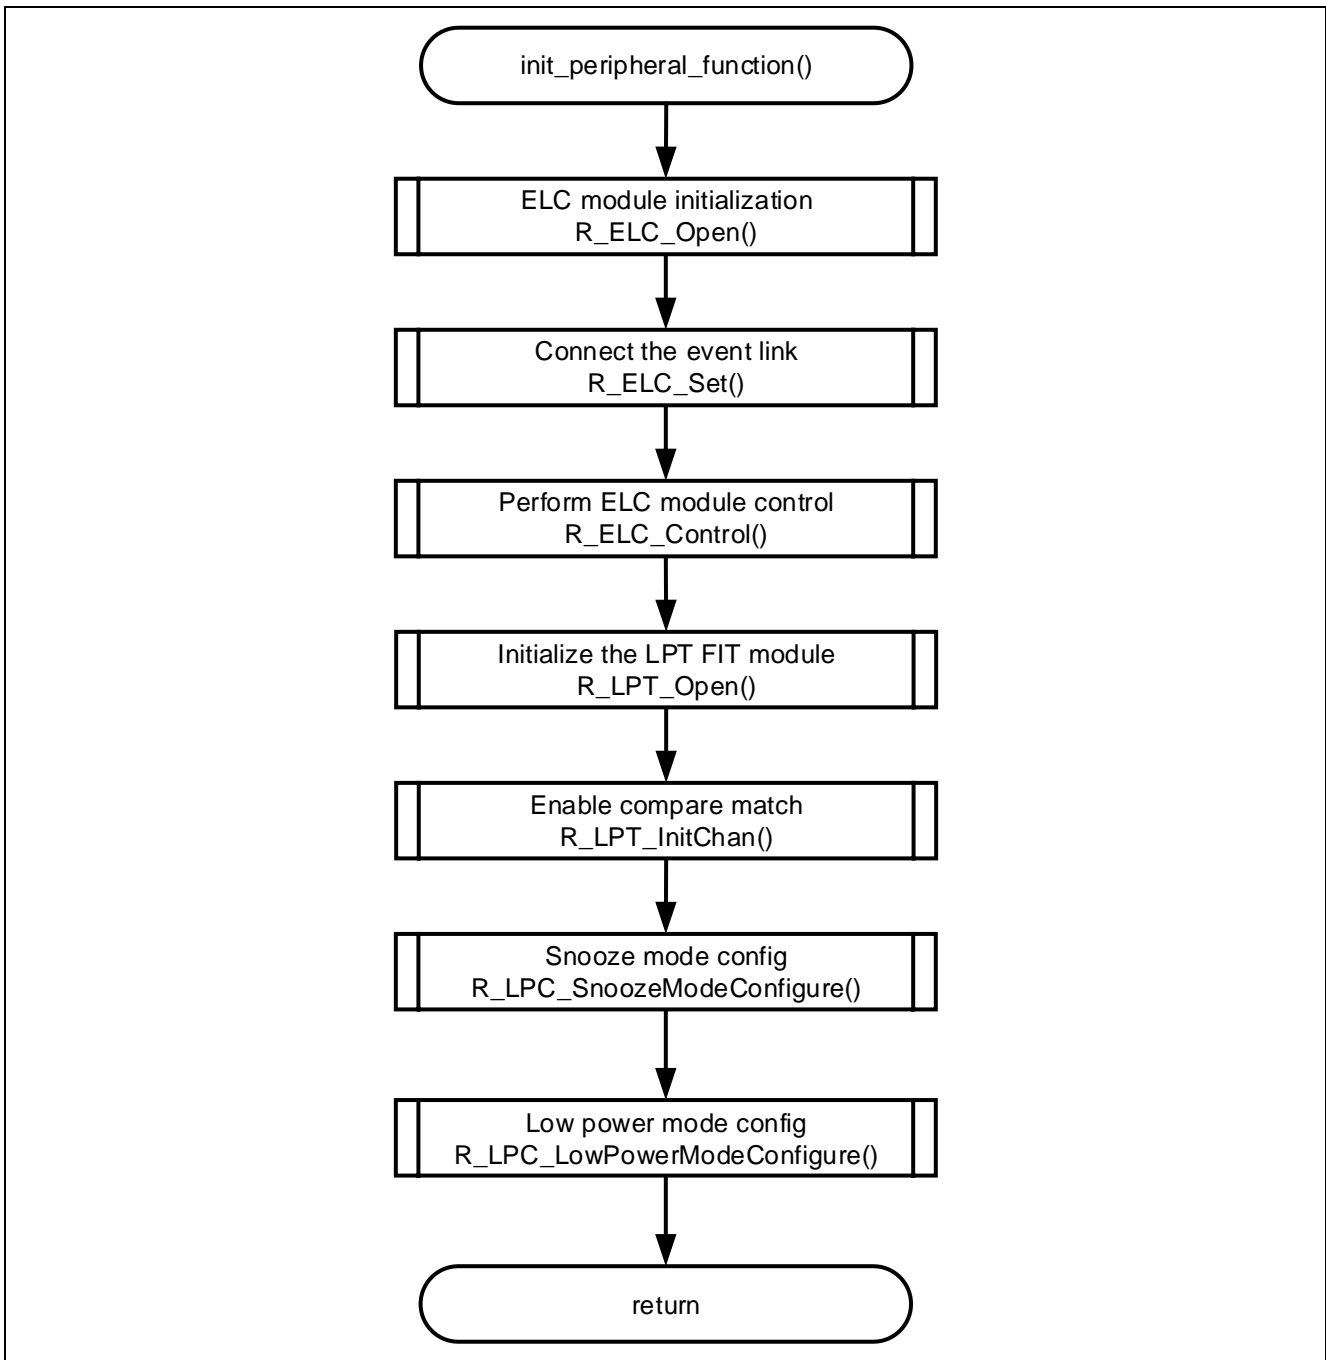 init_peripheral_function()
ELC module initialization
R_ELC_Open()
Connect the event link
R_ELC_Set()
Perform ELC module control
R_ELC_Control()
Initialize the LPT FIT module
R_LPT_Open()
Enable compare match
R_LPT_InitChan()
Snooze mode config
R_LPC_SnoozeModeConfigure()
Low power mode config
R_LPC_LowPowerModeConfigure()
return